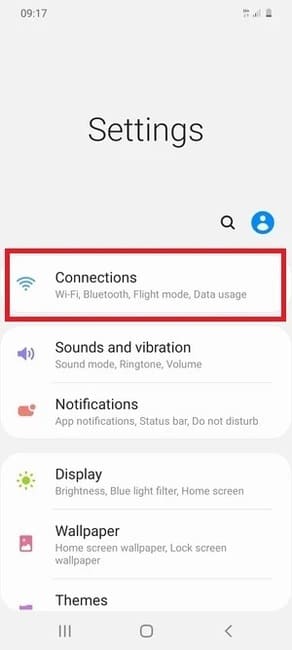 09:17
Settings
Connections
Wi-Fi, Bluetooth, Flight mode, Data usage
Sounds and vibration
Sound mode, Ringtone, Volume
Notifications
App notifications, Status bar, Do not disturb
Display
Brightness, Blue light filter, Home screen
Wallpaper
Home screen wallpaper, Lock screen
wallpaper
Themes